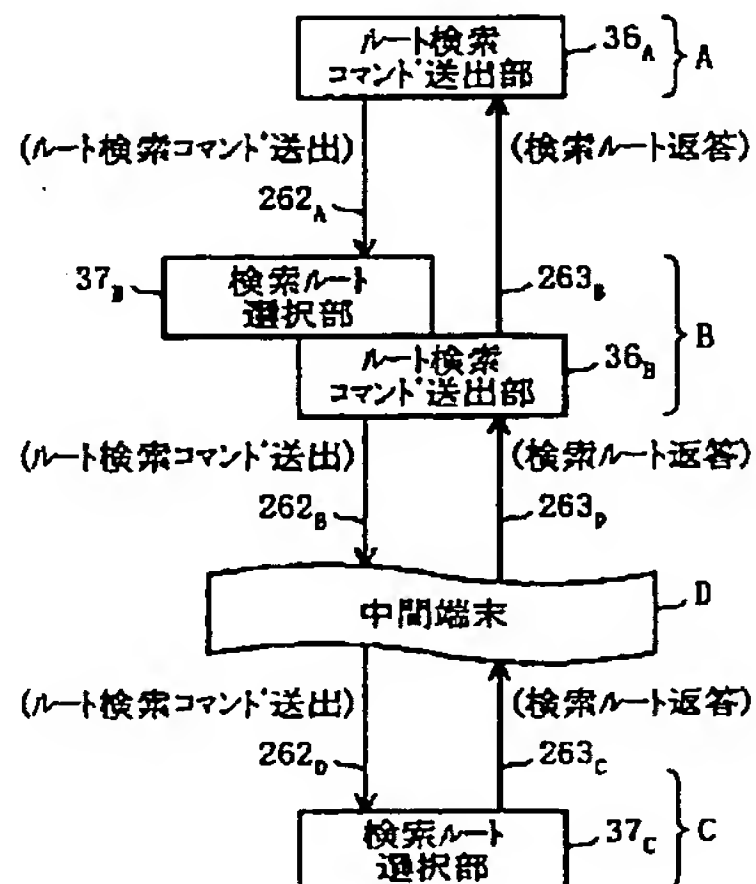 ルート検索
コマンド送出部
36A
A
(ルート検索コマンド送出)
(検索ルート返答)
262A
37B
検索ルート
選択部
263B
B
ルート検索
コマンド送出部
36B
(ルート検索コマンド送出)
(検索ルート返答)
262B
263D
中間端末
D
(ルート検索コマンド送出)
(検索ルート返答)
262D
263C
検索ルート
選択部
37C
C